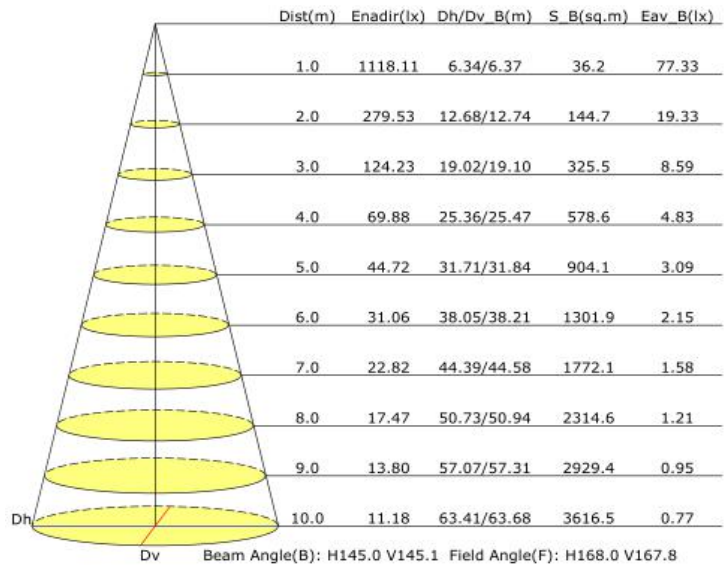 Dist(m) Enadir(lx) Dh/Dv_B(m) S_B(sq.m) Eav_B(lx)
1.0 1118.11 6.34/6.37 36.2 77.33
2.0 279.53 12.68/12.74 144.7 19.33
3.0 124.23 19.02/19.10 325.5 8.59
4.0 69.88 25.36/25.47 578.6 4.83
5.0 44.72 31.71/31.84 904.1 3.09
6.0 31.06 38.05/38.21 1301.9 2.15
7.0 22.82 44.39/44.58 1772.1 1.58
8.0 17.47 50.73/50.94 2314.6 1.21
9.0 13.80 57.07/57.31 2929.4 0.95
Dh 10.0 11.18 63.41/63.68 3616.5 0.77
Dv Beam Angle(B): H145.0 V145.1 Field Angle(F): H168.0 V167.8